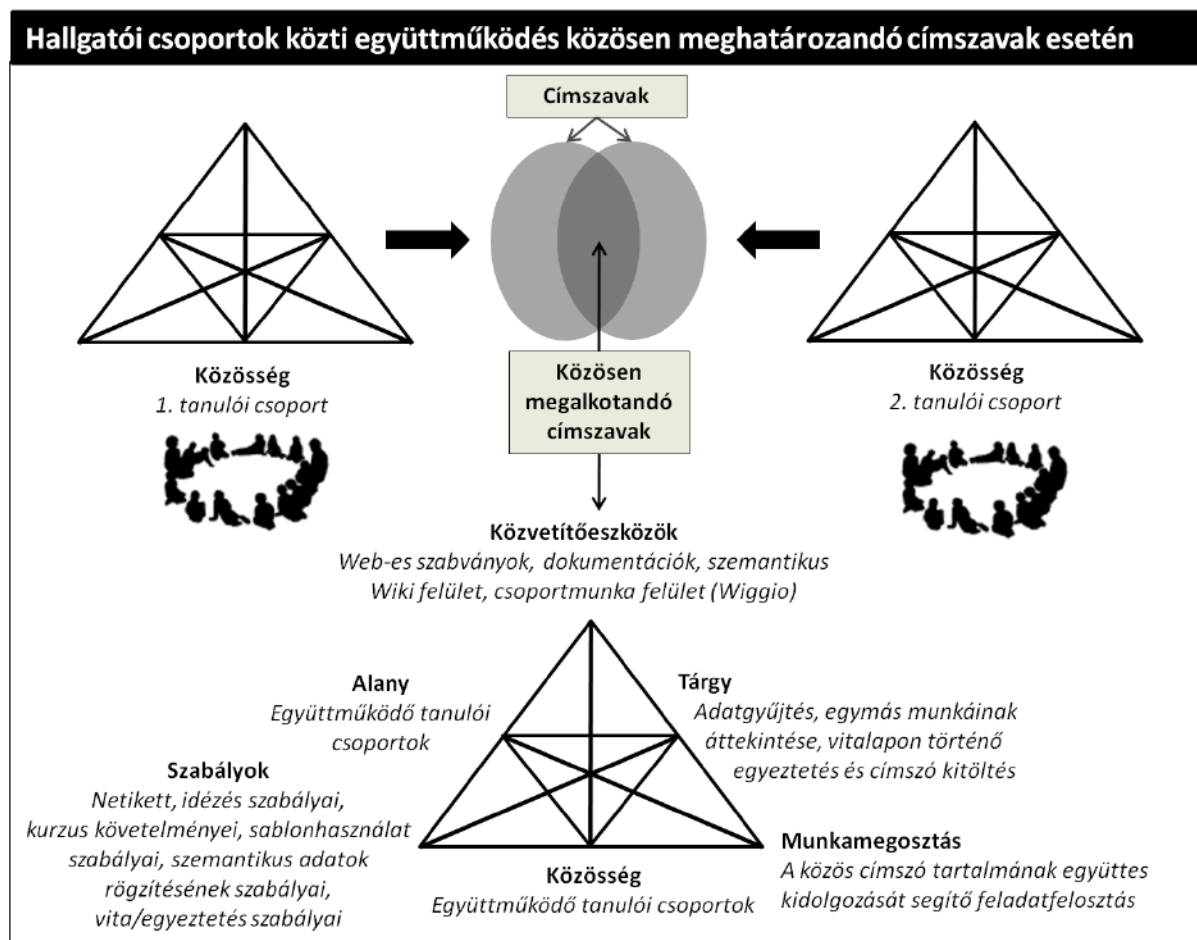 Hallgatói csoportok közti együttműködés közösen meghatározandó címszavak esetén
Címszavak
Közösség
1. tanulói csoport
Közösen
megalkotandó
címszavak
Közösség
2. tanulói csoport
Közvetítőeszközök
Web-es szabványok, dokumentációk, szemantikus
Wiki felület, csoportmunka felület (Wiggio)
Alany
Együttműködő tanulói
csoportok
Tárgy
Adatgyűjtés, egymás munkáinak
áttekintése, vitalapon történő
egyeztetés és címszó kitöltés
Szabályok
Netikett, idézés szabályai,
kurzus követelményei, sablonhasználat
szabályai, szemantikus adatok
rögzítésének szabályai,
vita/egyeztetés szabályai
Közösség
Együttműködő tanulói csoportok
Munkamegosztás
A közös címszó tartalmának együttes
kidolgozását segítő feladatfelosztás